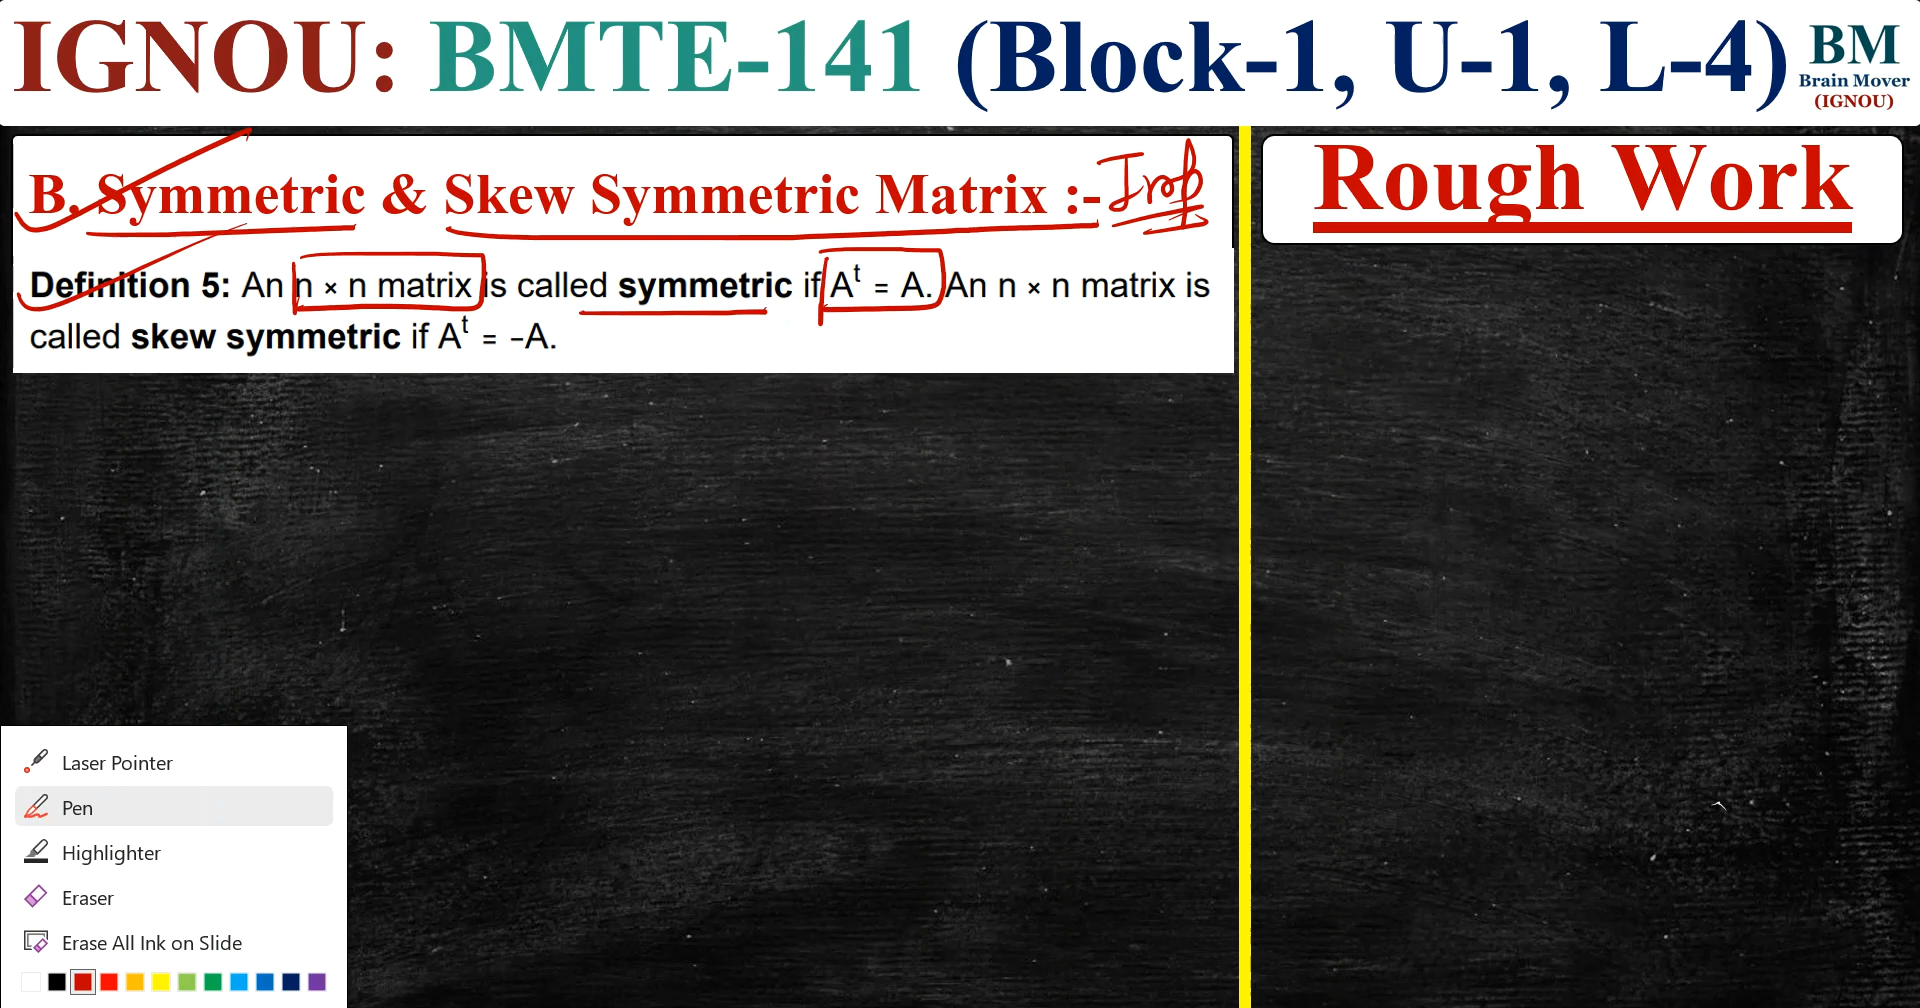 IGNOU: BMTE-141 (Block-1, U-1, L-4)
BM
Brain Mover
(IGNOU)
B. Symmetric & Skew Symmetric Matrix :- Imp
Rough Work
Definition 5: An n × n matrix is called symmetric if Aᵗ = A. An n × n matrix is
called skew symmetric if Aᵗ = −A.
Laser Pointer
Pen
Highlighter
Eraser
Erase All Ink on Slide